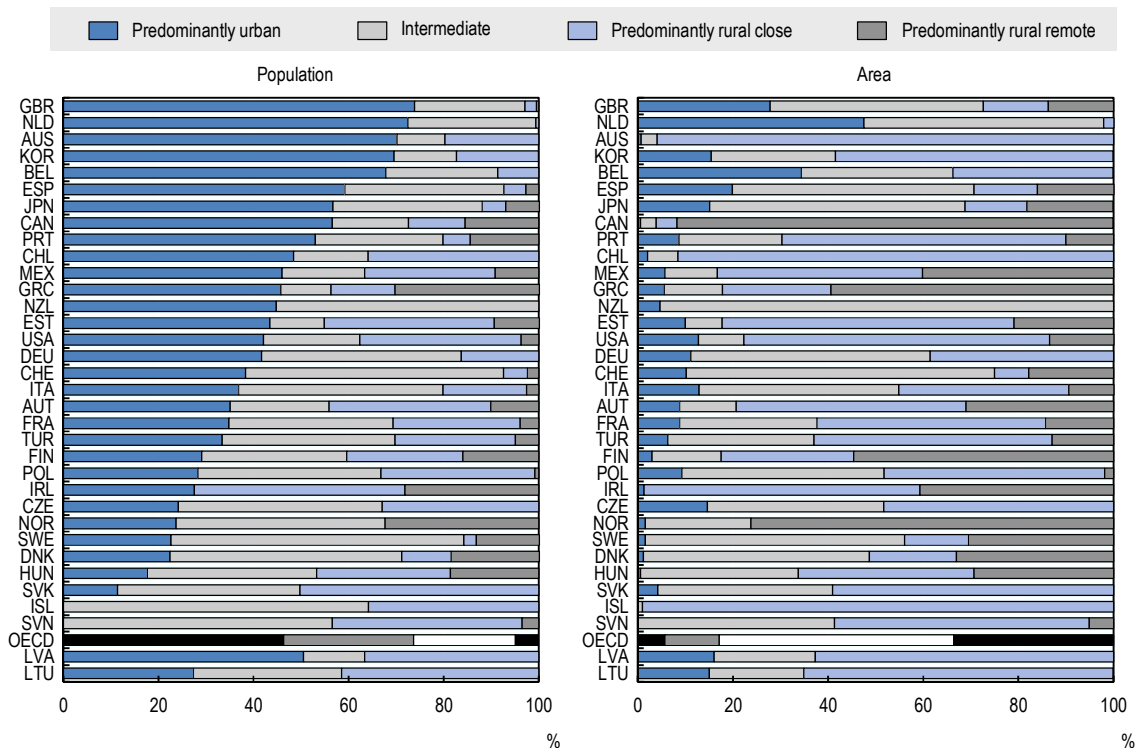 Predominantly urban Intermediate Predominantly rural close Predominantly rural remote
Population
GBR
NLD
AUS
KOR
BEL
ESP
JPN
CAN
PRT
CHL
MEX
GRC
NZL
EST
USA
DEU
CHE
ITA
AUT
FRA
TUR
FIN
POL
IRL
CZE
NOR
SWE
DNK
HUN
SVK
ISL
SVN
OECD
LVA
LTU
0 20 40 60 80 100
%
Area
GBR
NLD
AUS
KOR
BEL
ESP
JPN
CAN
PRT
CHL
MEX
GRC
NZL
EST
USA
DEU
CHE
ITA
AUT
FRA
TUR
FIN
POL
IRL
CZE
NOR
SWE
DNK
HUN
SVK
ISL
SVN
OECD
LVA
LTU
0 20 40 60 80 100
%